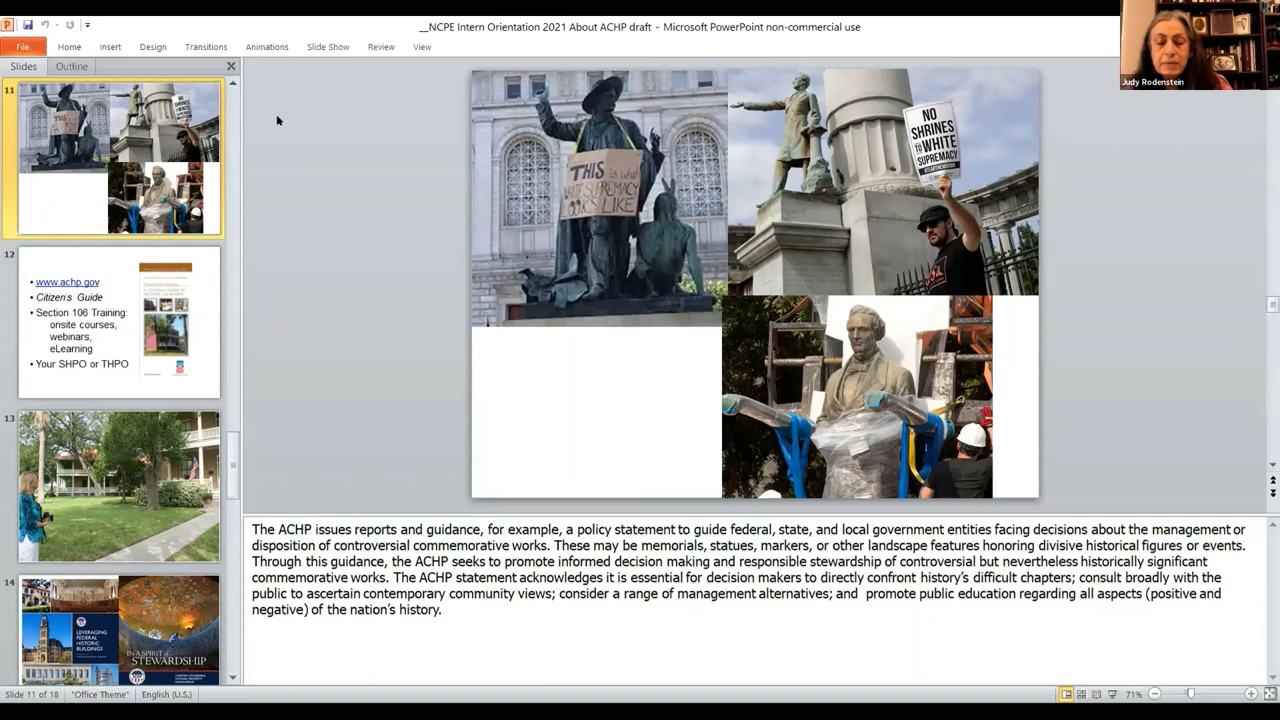 __NCPE Intern Orientation 2021 About ACHP draft - Microsoft PowerPoint non-commercial use
File
Home
Insert
Design
Transitions
Animations
Slide Show
Review
View
Judy Rodenstein
Slides
Outline
11
NO
SHRINES
TO WHITE
SUPREMACY
THIS is what
WHITE SUPREMACY
LOOKS LIKE
NO
SHRINES
TO WHITE
SUPREMACY
12
• www.achp.gov
• Citizen's Guide
• Section 106 Training:
onsite courses,
webinars,
eLearning
• Your SHPO or THPO
13
14
LEVERAGING
FEDERAL
HISTORIC
BUILDINGS
IN A SPIRIT of
STEWARDSHIP
The ACHP issues reports and guidance, for example, a policy statement to guide federal, state, and local government entities facing decisions about the management or
disposition of controversial commemorative works. These may be memorials, statues, markers, or other landscape features honoring divisive historical figures or events.
Through this guidance, the ACHP seeks to promote informed decision making and responsible stewardship of controversial but nevertheless historically significant
commemorative works. The ACHP statement acknowledges it is essential for decision makers to directly confront history's difficult chapters; consult broadly with the
public to ascertain contemporary community views; consider a range of management alternatives; and  promote public education regarding all aspects (positive and
negative) of the nation's history.
Slide 11 of 18
"Office Theme"
English (U.S.)
71%